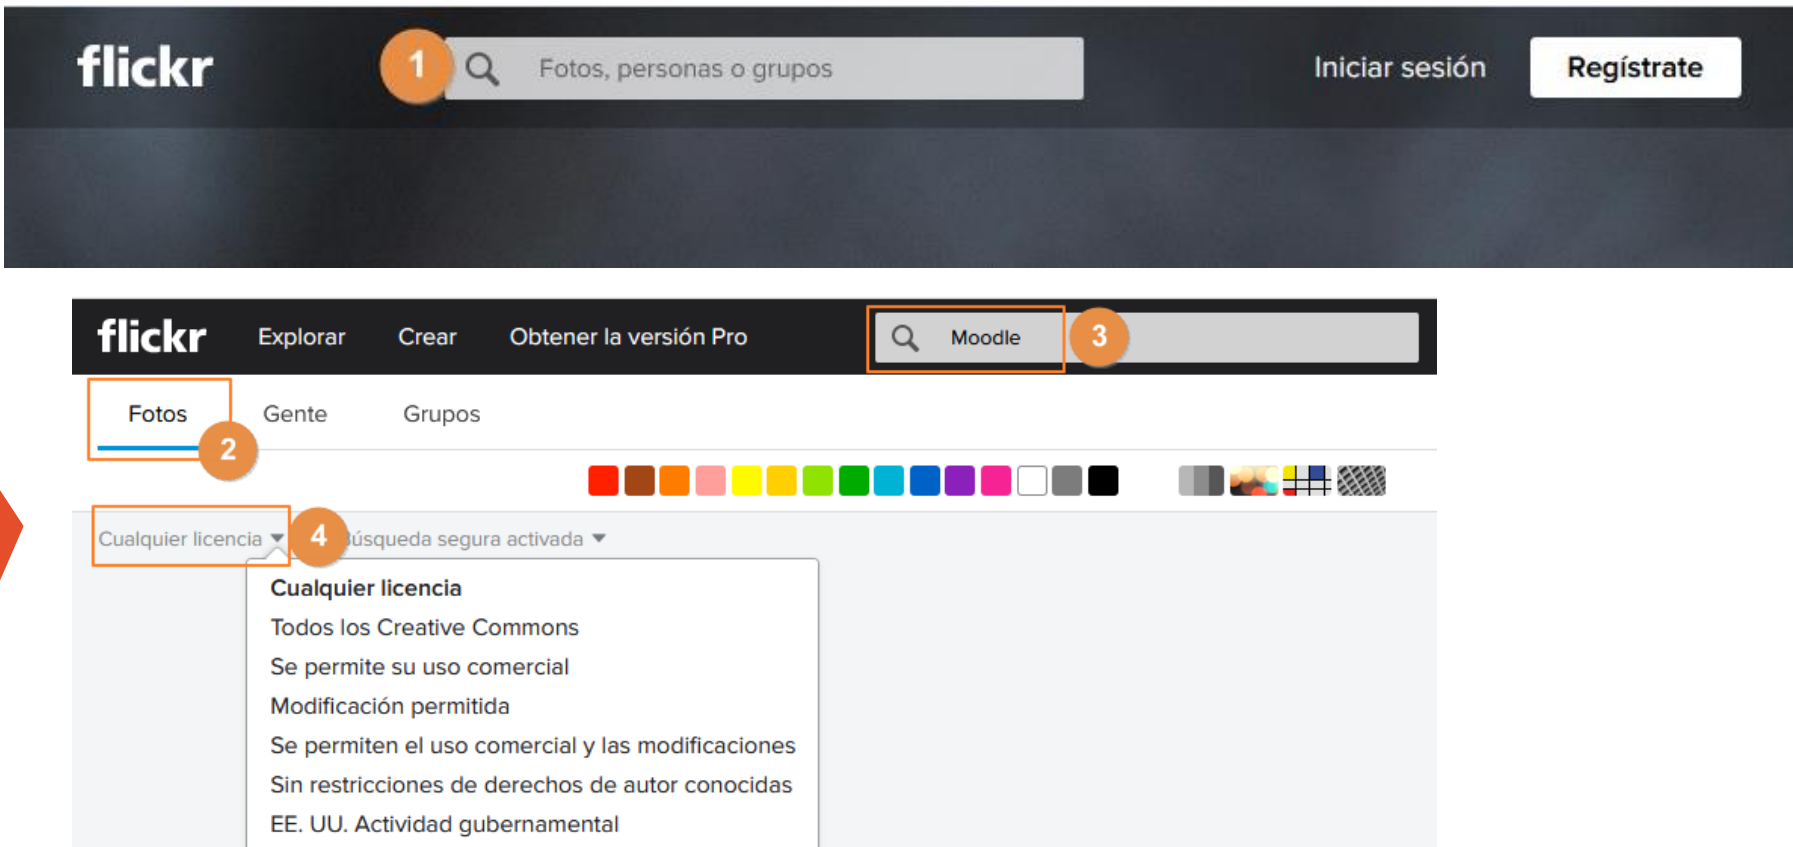 flickr 1 Fotos, personas o grupos Iniciar sesión Regístrate
flickr Explorar Crear Obtener la versión Pro Moodle 3
Fotos Gente Grupos
2
Cualquier licencia 4 úsqueda segura activada
Cualquier licencia
Todos los Creative Commons
Se permite su uso comercial
Modificación permitida
Se permiten el uso comercial y las modificaciones
Sin restricciones de derechos de autor conocidas
EE. UU. Actividad gubernamental